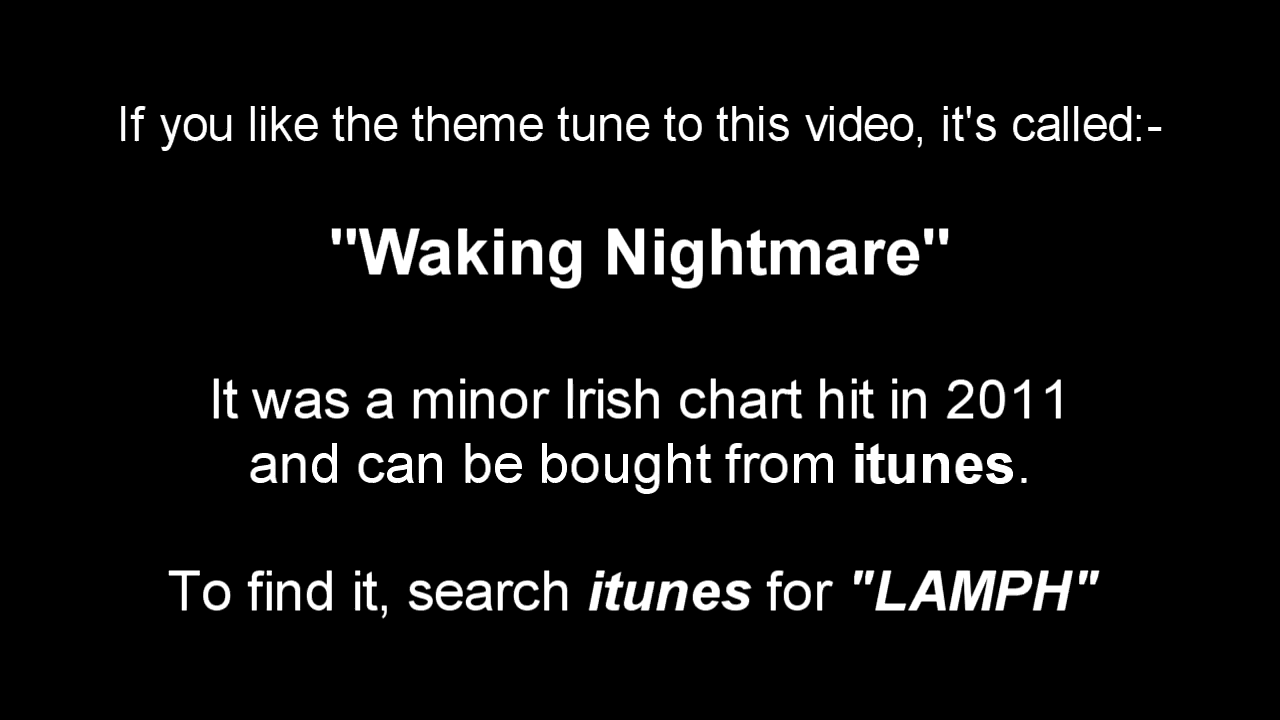 If you like the theme tune to this video, it's called:-
"Waking Nightmare"
It was a minor Irish chart hit in 2011
and can be bought from itunes.
To find it, search itunes for "LAMPH"